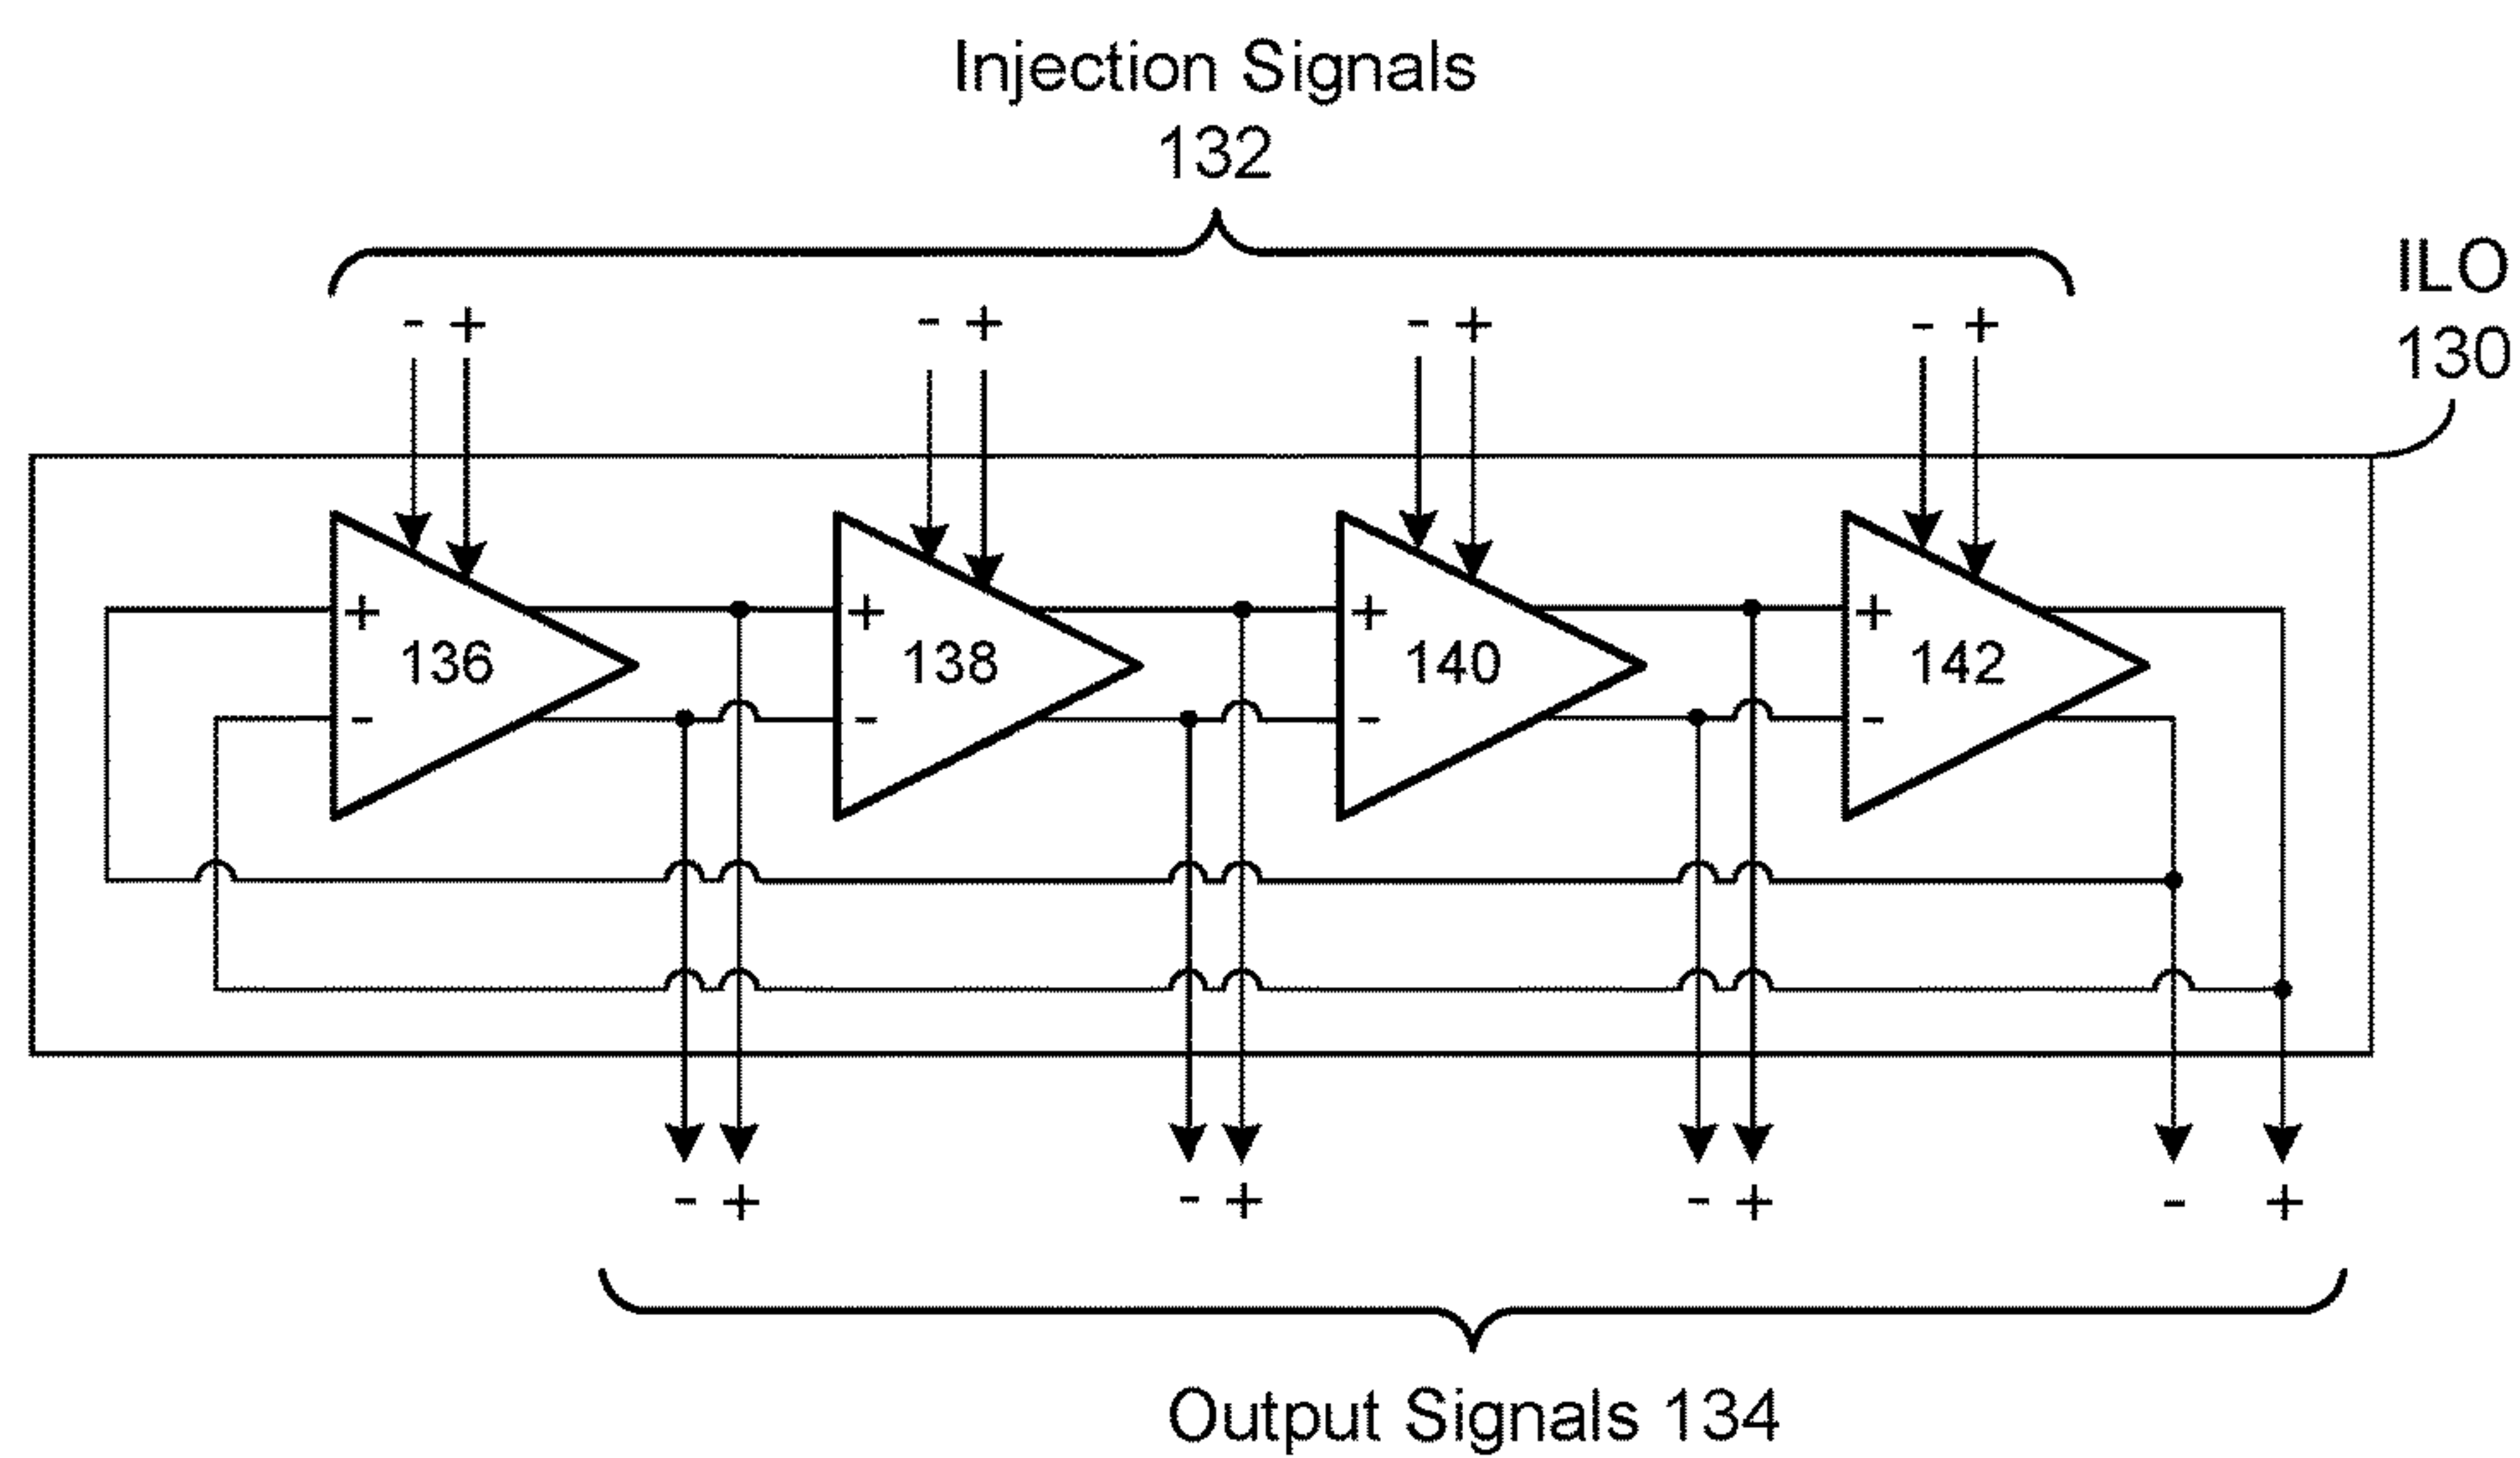 Injection Signals
132
ILO
130
- + - + - + - +
+ + + +
136 138 140 142
- - - -
- + - + - + - +
Output Signals 134